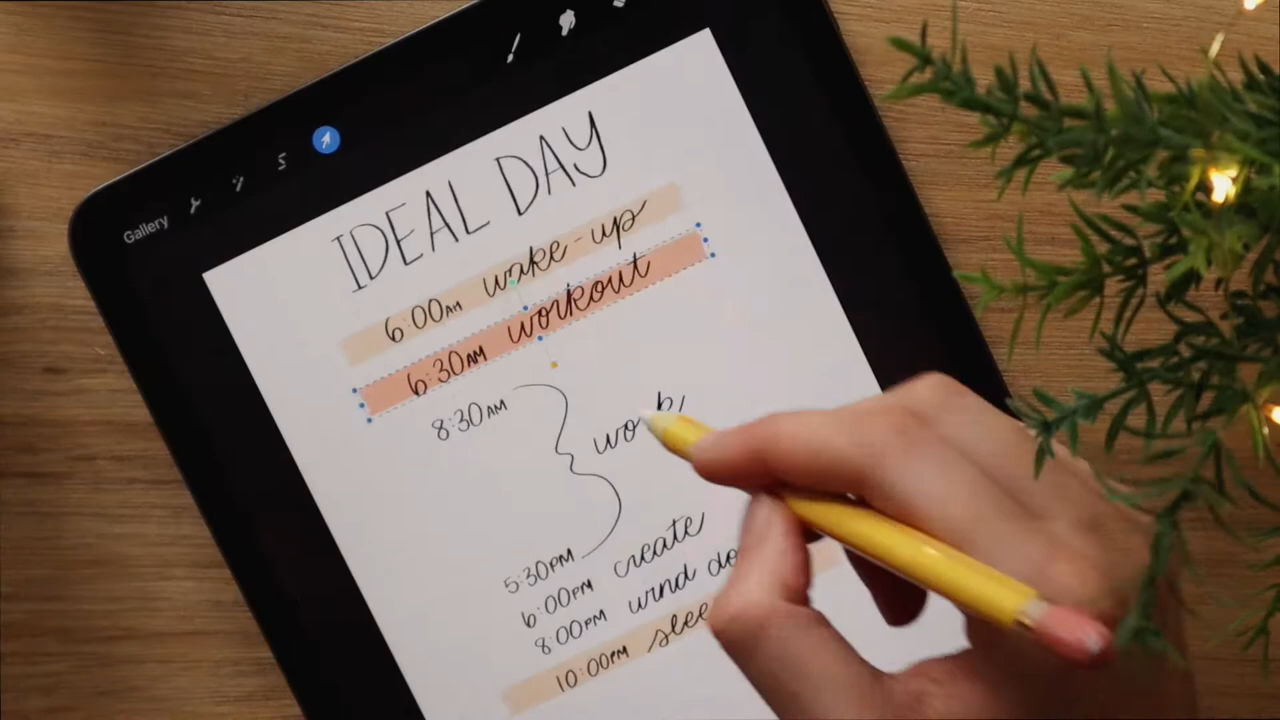 Gallery
IDEAL DAY
6:00AM wake-up
6:30AM workout
8:30AM
5:30PM
6:00PM create
8:00PM wind
10:00PM